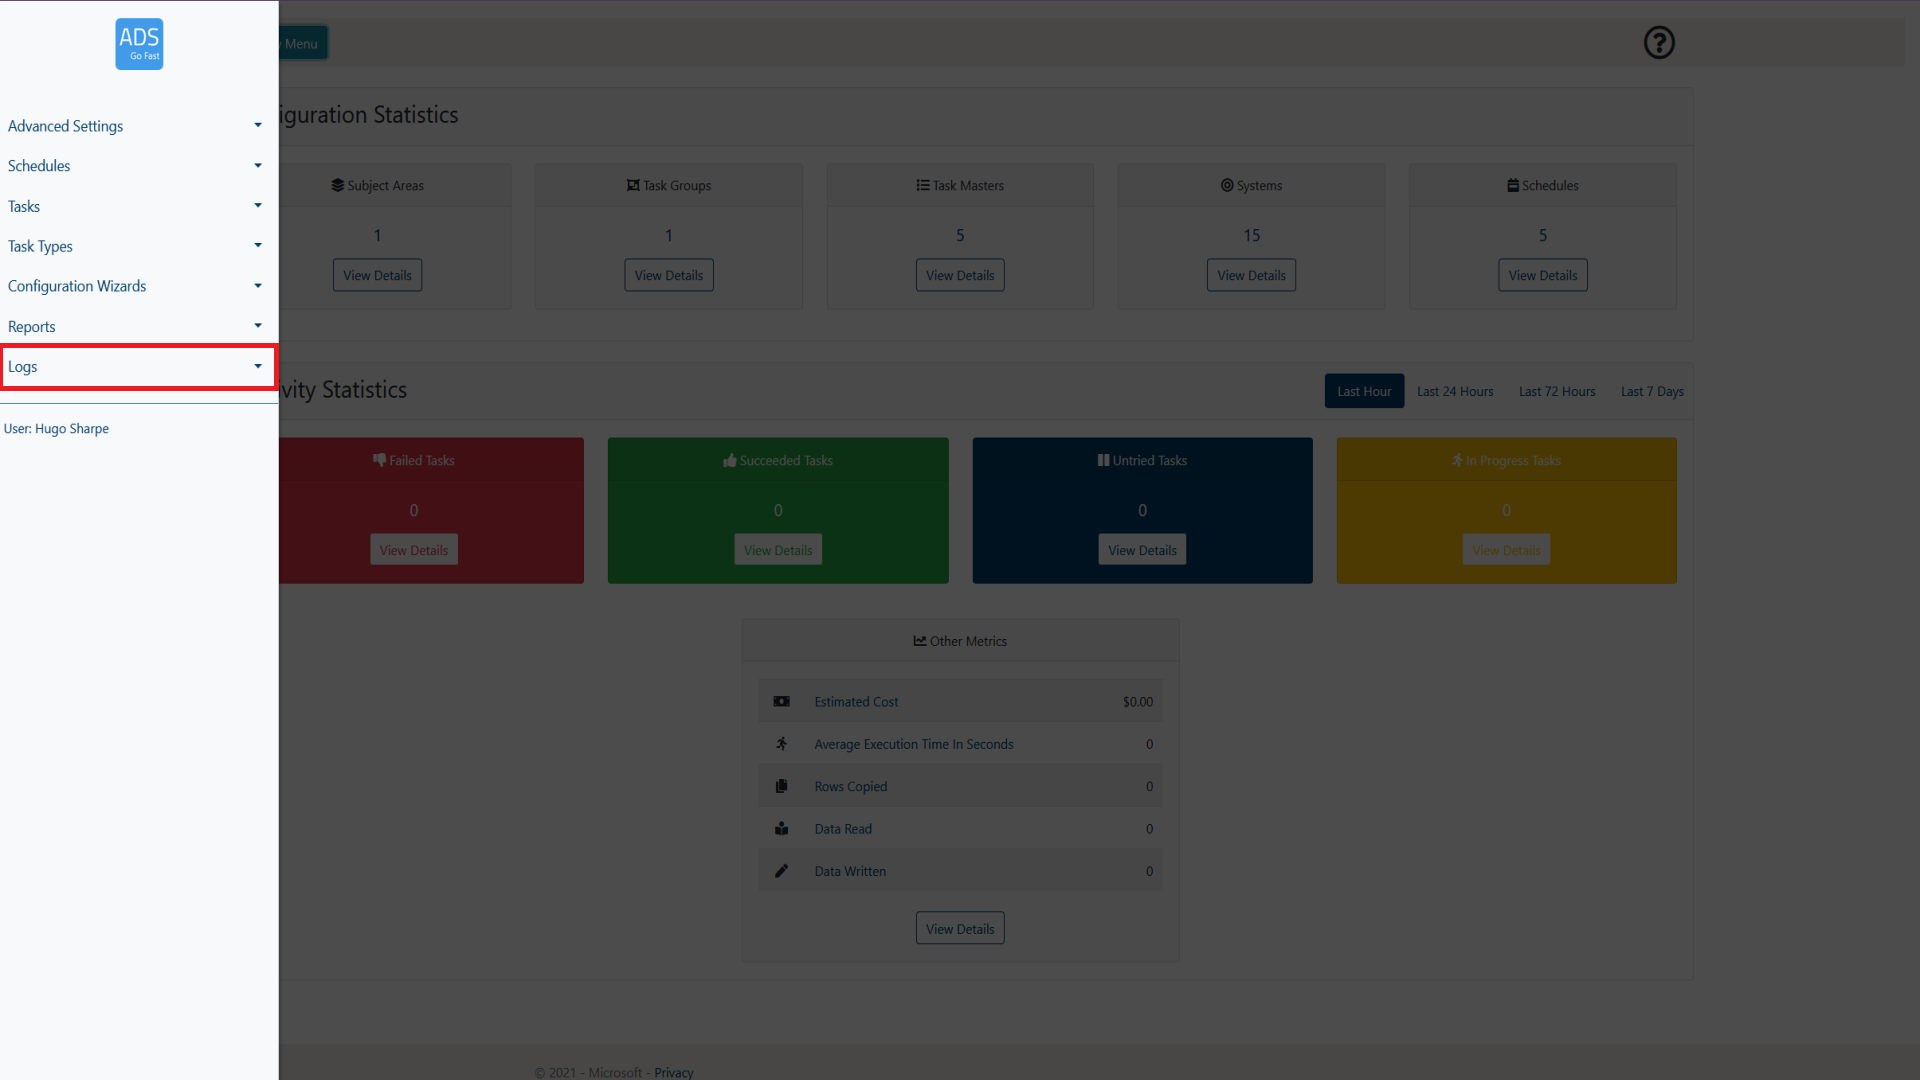 ADS
Go Fast
Menu
Advanced Settings
Schedules
Tasks
Task Types
Configuration Wizards
Reports
Logs
User: Hugo Sharpe
iguration Statistics
Subject Areas
1
View Details
Task Groups
1
View Details
Task Masters
5
View Details
Systems
15
View Details
Schedules
5
View Details
vity Statistics
Last Hour Last 24 Hours Last 72 Hours Last 7 Days
Failed Tasks
0
View Details
Succeeded Tasks
0
View Details
Untried Tasks
0
View Details
In Progress Tasks
0
View Details
Other Metrics
Estimated Cost $0.00
Average Execution Time In Seconds 0
Rows Copied 0
Data Read 0
Data Written 0
View Details
© 2021 - Microsoft - Privacy